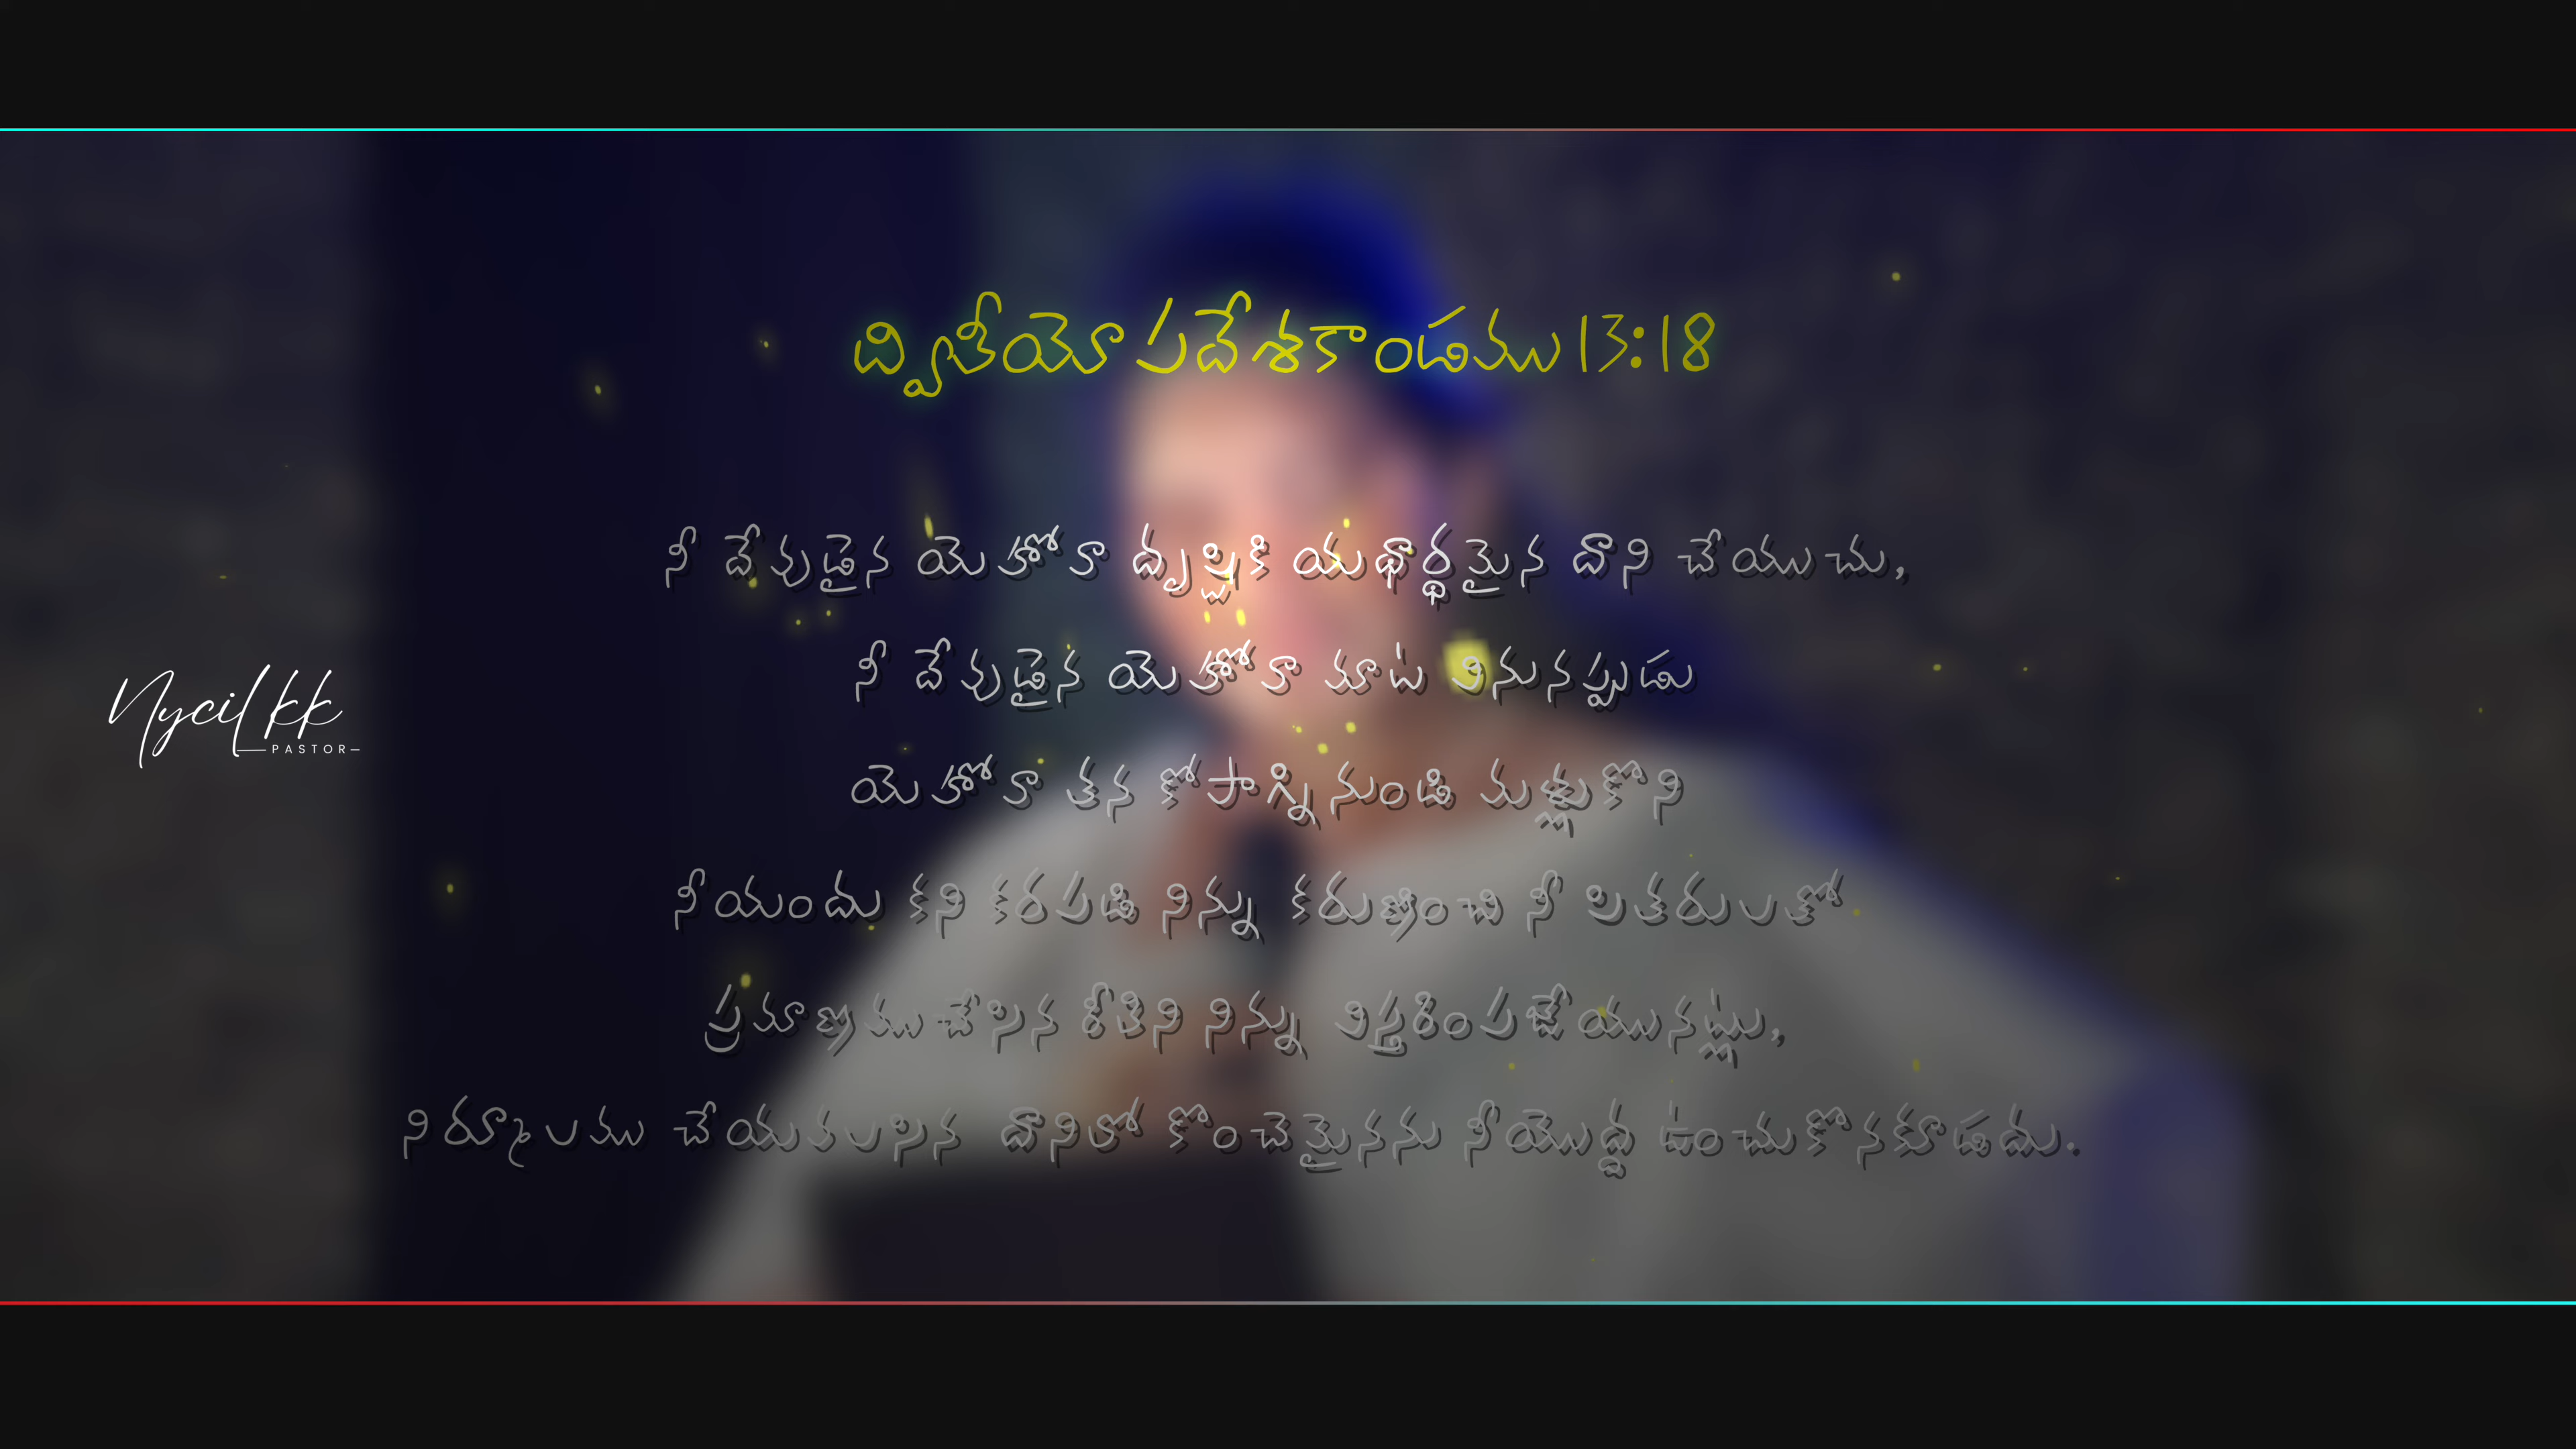 ద్వితీయోపదేశకాండము 13:18
నీ దేవుడైన యెహోవా దృష్టికి యథార్థమైన దాని చేయుచు,
నీ దేవుడైన యెహోవా మాట వినునప్పుడు
యెహోవా తన కోపాగ్నినుండి మళ్లుకొని
Nycil kk
PASTOR
నీయందు కని కరపడి నిన్ను కరుణించి నీ పితరులతో
ప్రమాణముచేసిన రీతిని నిన్ను విస్తరింపజేయునట్లు,
నిర్మూలము చేయవలసిన దానిలో కొంచెమైనను నీయొద్ద ఉంచుకొనకూడదు.